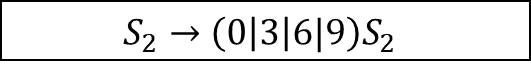 S₂ → (0|3|6|9)S₂